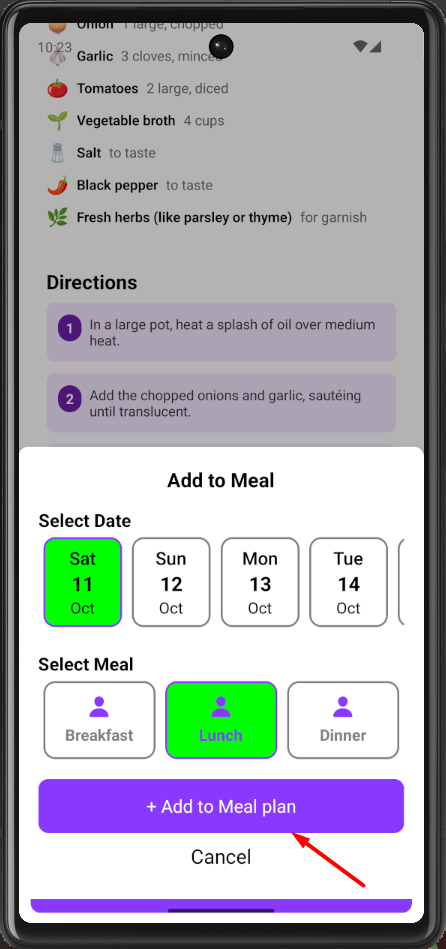 Onion 1 large, chopped
10:23
Garlic 3 cloves, minced
Tomatoes 2 large, diced
Vegetable broth 4 cups
Salt to taste
Black pepper to taste
Fresh herbs (like parsley or thyme) for garnish
Directions
1 In a large pot, heat a splash of oil over medium
heat.
2 Add the chopped onions and garlic, sautéing
until translucent.
Add to Meal
Select Date
Sat Sun Mon Tue
11 12 13 14
Oct Oct Oct Oct
Select Meal
Breakfast Lunch Dinner
+ Add to Meal plan
Cancel